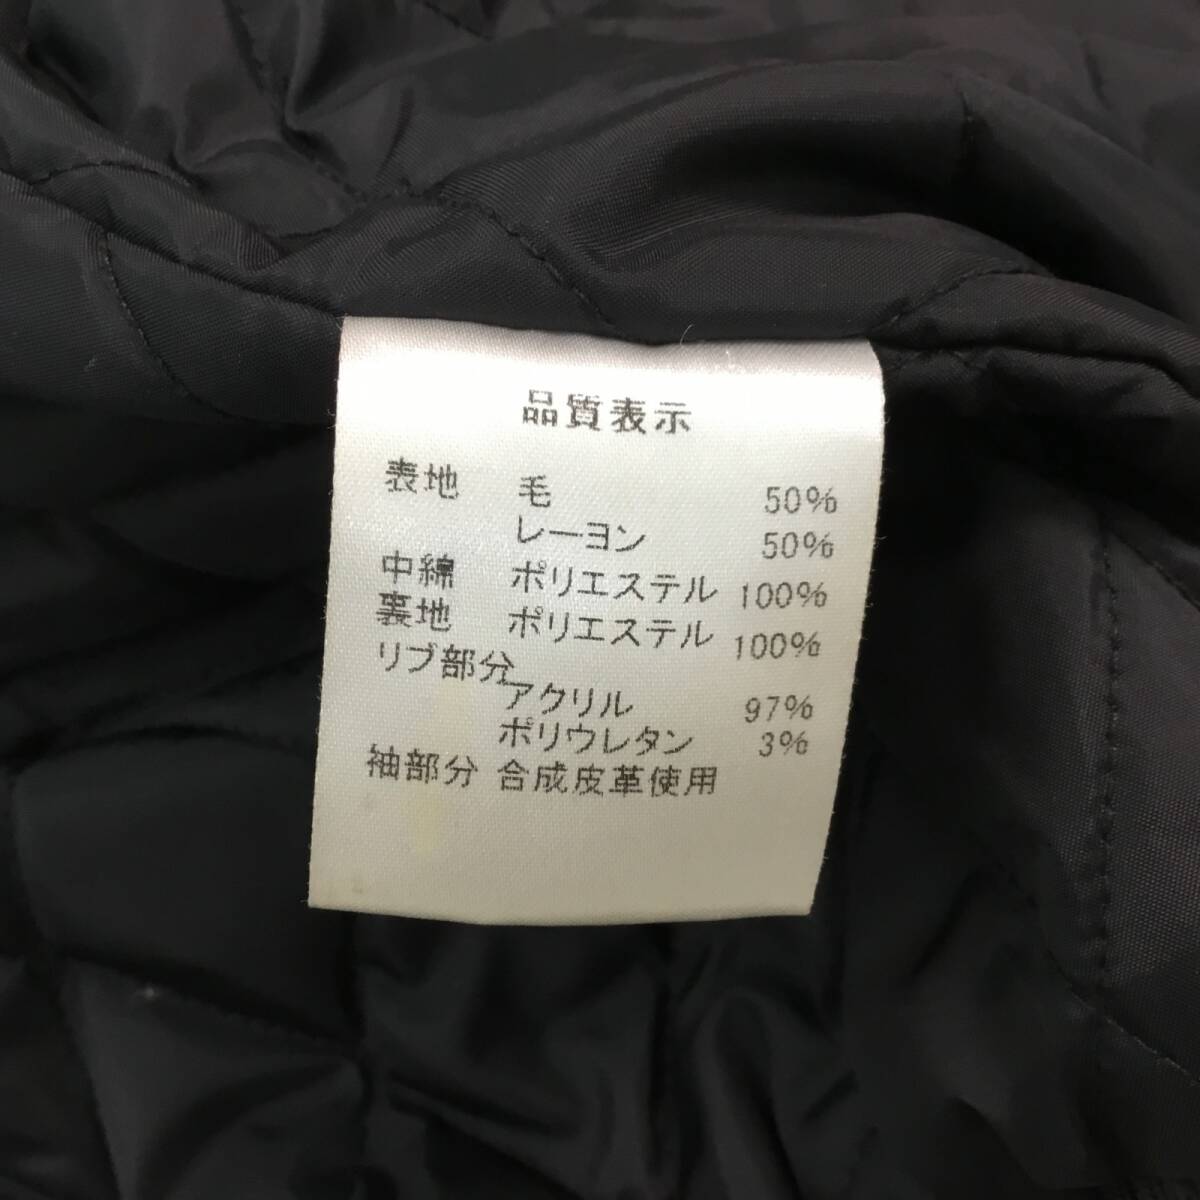 品質表示
表地 毛 50%
レーヨン 50%
中綿 ポリエステル 100%
裏地 ポリエステル 100%
リブ部分
アクリル 97%
ポリウレタン 3%
袖部分 合成皮革使用